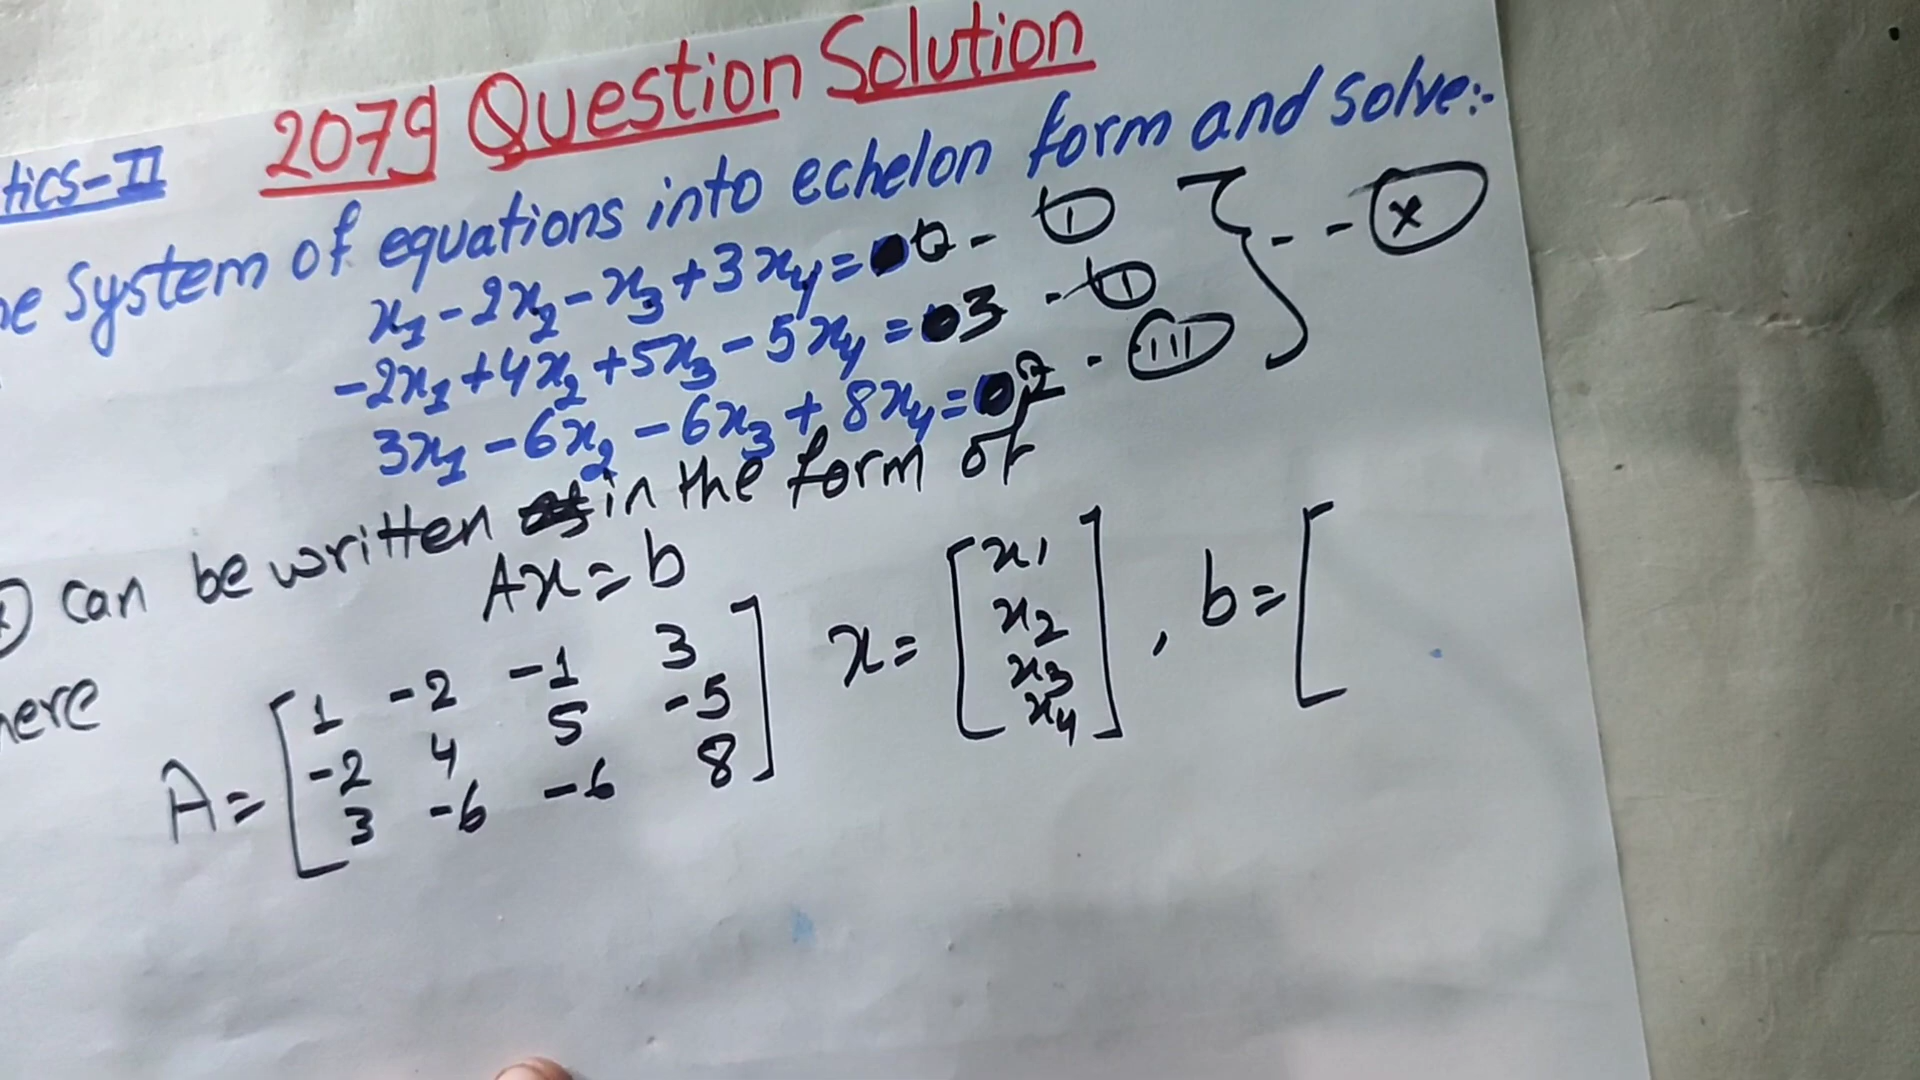 tics-II 2079 Question Solution
System of equations into echelon form and solve:-
x₁-2x₂-x₃+3x₄=0 - (I)
-2x₁+4x₂+5x₃-5x₄=3 - (II)
3x₁-6x₂-6x₃+8x₄=2 - (III)
} -- (*)
can be written in the form of
Ax=b
A= [1 -2 -1 3
-2 4 5 -5
3 -6 -6 8]
x= [x1
x2
x3
x4]
, b= [